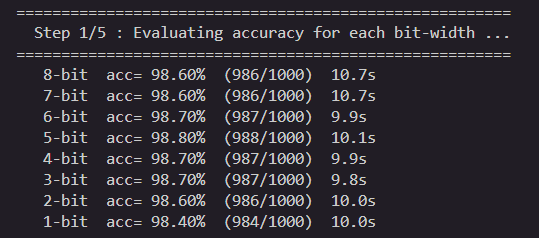 =======================================================
Step 1/5 : Evaluating accuracy for each bit-width ...
=======================================================
8-bit acc= 98.60% (986/1000) 10.7s
7-bit acc= 98.60% (986/1000) 10.7s
6-bit acc= 98.70% (987/1000) 9.9s
5-bit acc= 98.80% (988/1000) 10.1s
4-bit acc= 98.70% (987/1000) 9.9s
3-bit acc= 98.70% (987/1000) 9.8s
2-bit acc= 98.60% (986/1000) 10.0s
1-bit acc= 98.40% (984/1000) 10.0s